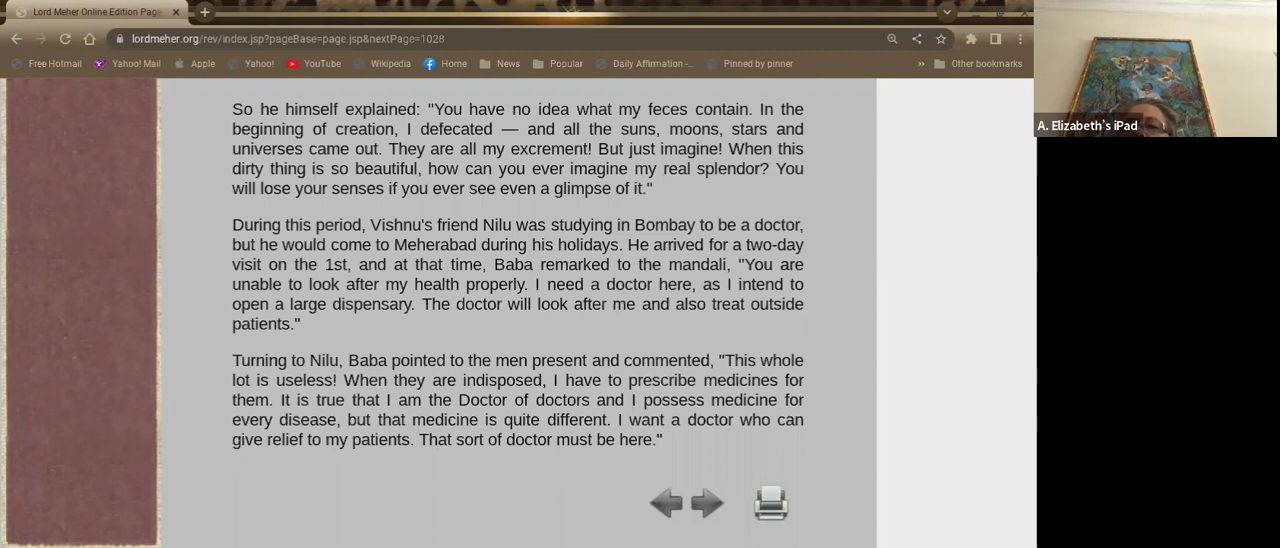 Lord Meher Online Edition Page
lordmeher.org/rev/index.jsp?pageBase=page.jsp&nextPage=1028
Free Hotmail Yahoo! Mail Apple Yahoo! YouTube Wikipedia Home News Popular Daily Affirmation -... Pinned by pinner » Other bookmarks
A. Elizabeth's iPad
So he himself explained: "You have no idea what my feces contain. In the
beginning of creation, I defecated — and all the suns, moons, stars and
universes came out. They are all my excrement! But just imagine! When this
dirty thing is so beautiful, how can you ever imagine my real splendor? You
will lose your senses if you ever see even a glimpse of it."
During this period, Vishnu's friend Nilu was studying in Bombay to be a doctor,
but he would come to Meherabad during his holidays. He arrived for a two-day
visit on the 1st, and at that time, Baba remarked to the mandali, "You are
unable to look after my health properly. I need a doctor here, as I intend to
open a large dispensary. The doctor will look after me and also treat outside
patients."
Turning to Nilu, Baba pointed to the men present and commented, "This whole
lot is useless! When they are indisposed, I have to prescribe medicines for
them. It is true that I am the Doctor of doctors and I possess medicine for
every disease, but that medicine is quite different. I want a doctor who can
give relief to my patients. That sort of doctor must be here."